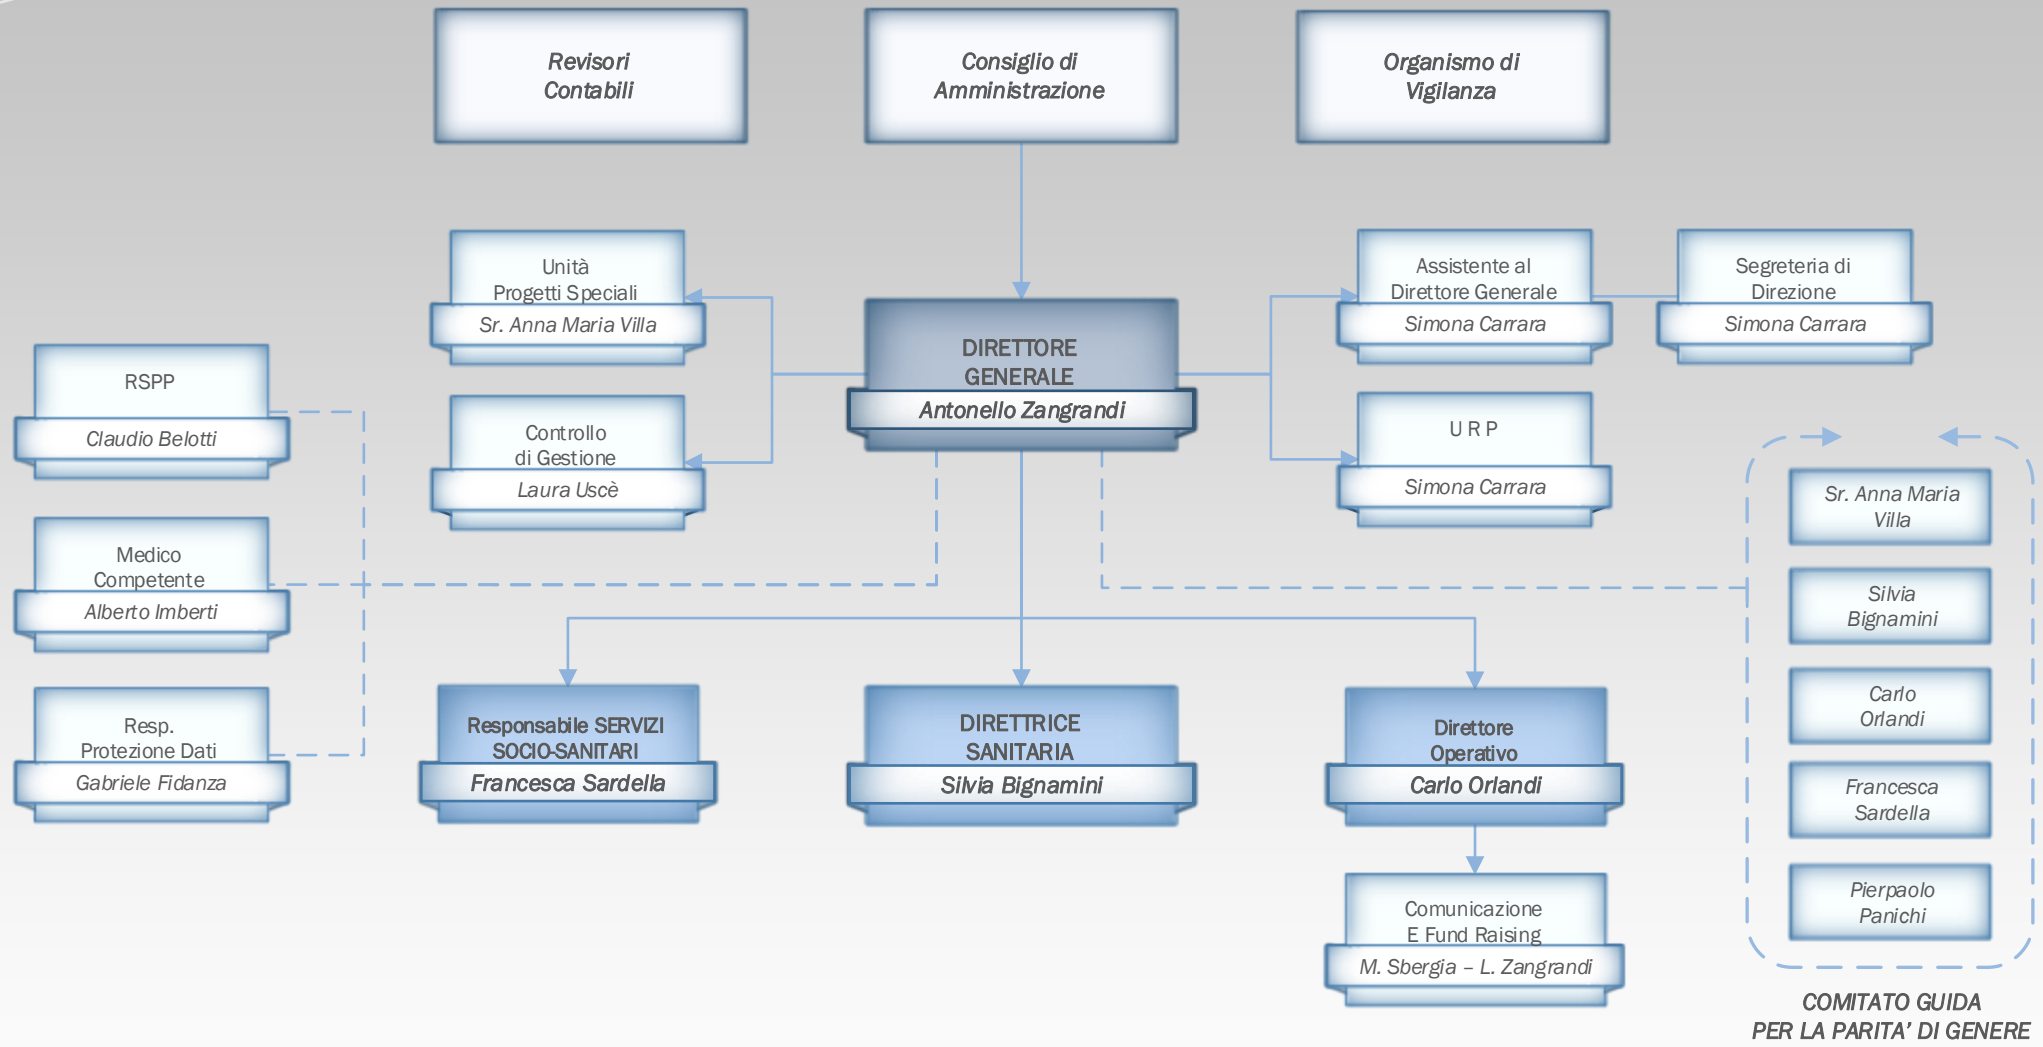 Revisori
Contabili
Consiglio di
Amministrazione
Organismo di
Vigilanza
Unità
Progetti Speciali
Sr. Anna Maria Villa
Assistente al
Direttore Generale
Simona Carrara
Segreteria di
Direzione
Simona Carrara
DIRETTORE
GENERALE
Antonello Zangrandi
RSPP
Claudio Belotti
Controllo
di Gestione
Laura Uscè
U R P
Simona Carrara
Medico
Competente
Alberto Imberti
Resp.
Protezione Dati
Gabriele Fidanza
Responsabile SERVIZI
SOCIO-SANITARI
Francesca Sardella
DIRETTRICE
SANITARIA
Silvia Bignamini
Direttore
Operativo
Carlo Orlandi
Comunicazione
E Fund Raising
M. Sbergia – L. Zangrandi
Sr. Anna Maria
Villa
Silvia
Bignamini
Carlo
Orlandi
Francesca
Sardella
Pierpaolo
Panichi
COMITATO GUIDA
PER LA PARITA' DI GENERE